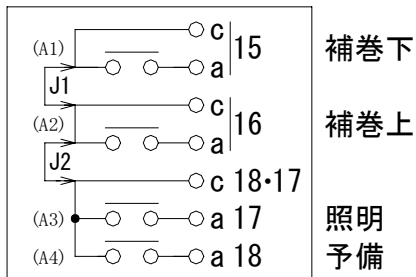 c
(A1) 15 補巻下
a
J1
c
(A2) 16 補巻上
a
J2
c 18・17
(A3) a 17 照明
(A4) a 18 予備